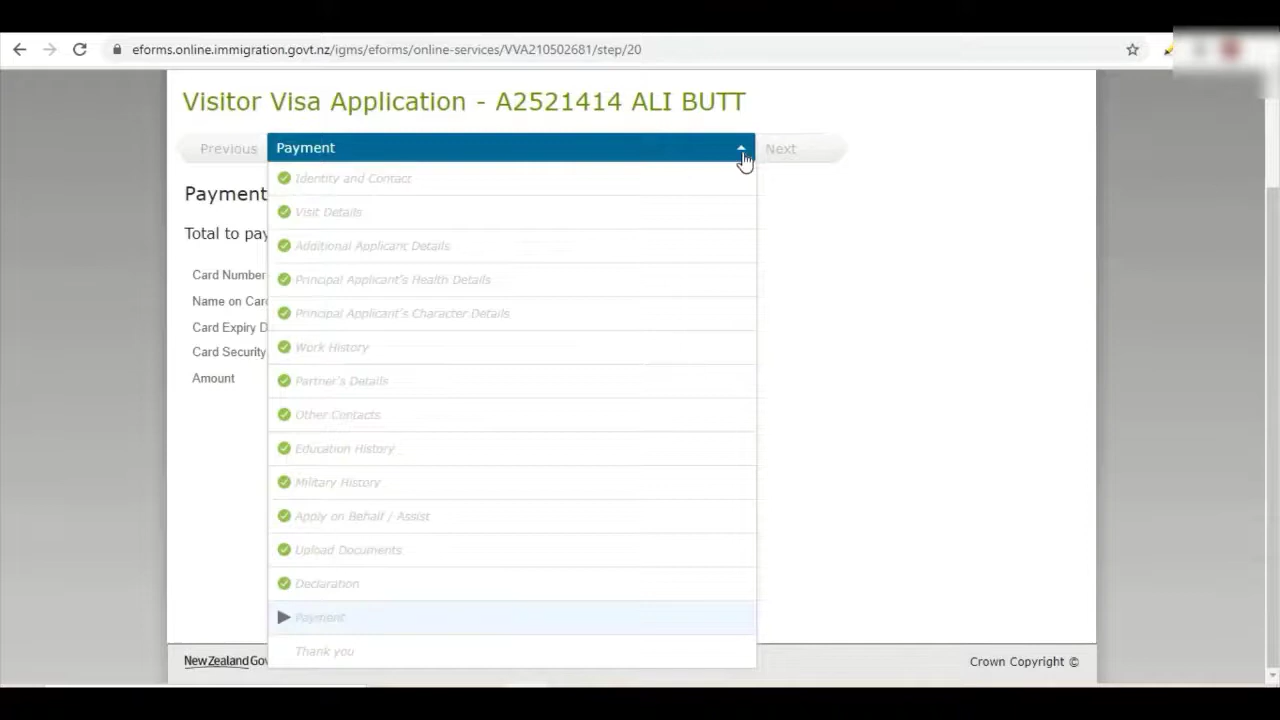 eforms.online.immigration.govt.nz/igms/eforms/online-services/VVA210502681/step/20
Visitor Visa Application - A2521414 ALI BUTT
Previous
Payment
Next
Identity and Contact
Payment
Visit Details
Total to pay
Additional Applicant Details
Card Number
Principal Applicant's Health Details
Name on Car
Principal Applicant's Character Details
Card Expiry D
Work History
Card Security
Amount
Partner's Details
Other Contacts
Education History
Military History
Apply on Behalf / Assist
Upload Documents
Declaration
Payment
Thank you
New Zealand Gov
Crown Copyright ©